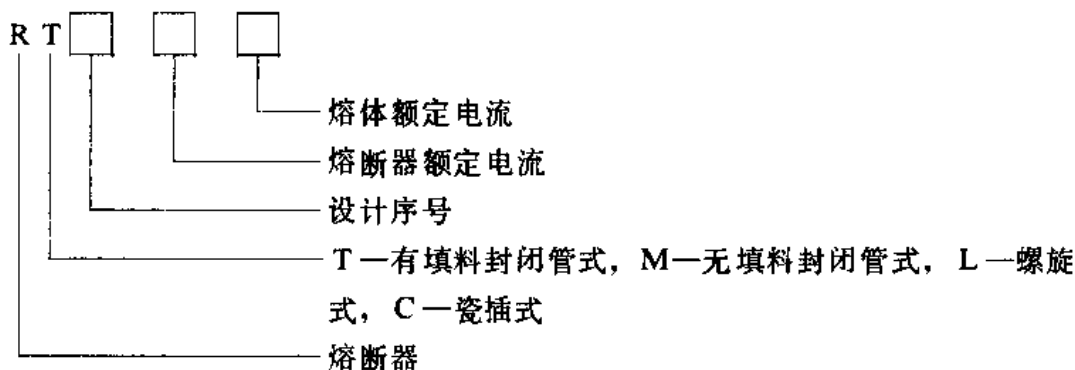 R T
熔体额定电流
熔断器额定电流
设计序号
T—有填料封闭管式，M—无填料封闭管式，L—螺旋
式，C—瓷插式
熔断器